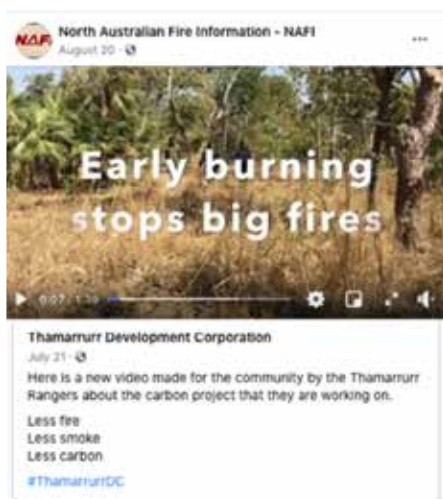 NAFI
North Australian Fire Information - NAFI
August 20 ·
Early burning
stops big fires
0:07 / 1:39
Thamarrurr Development Corporation
July 21 ·
Here is a new video made for the community by the Thamarrurr
Rangers about the carbon project that they are working on.
Less fire
Less smoke
Less carbon
#ThamarrurrDC